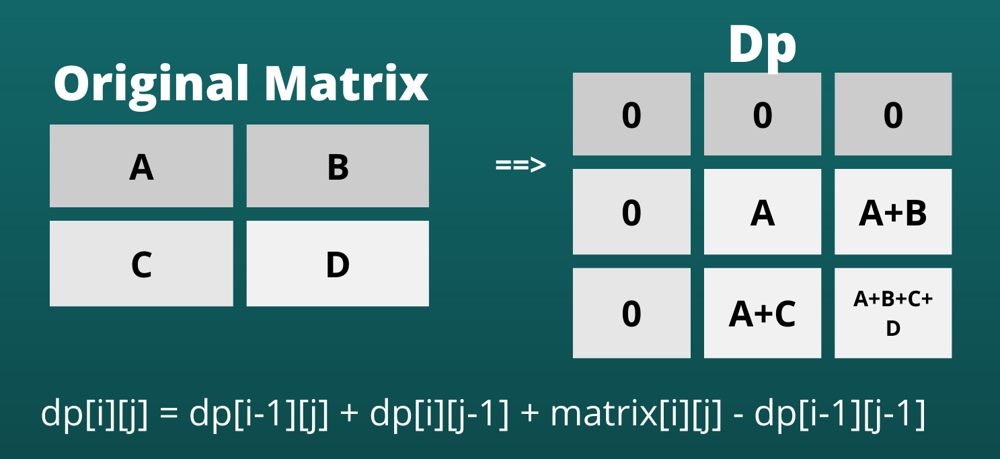 Original Matrix
A B
C D
==>
Dp
0 0 0
0 A A+B
0 A+C A+B+C+
D
dp[i][j] = dp[i-1][j] + dp[i][j-1] + matrix[i][j] - dp[i-1][j-1]